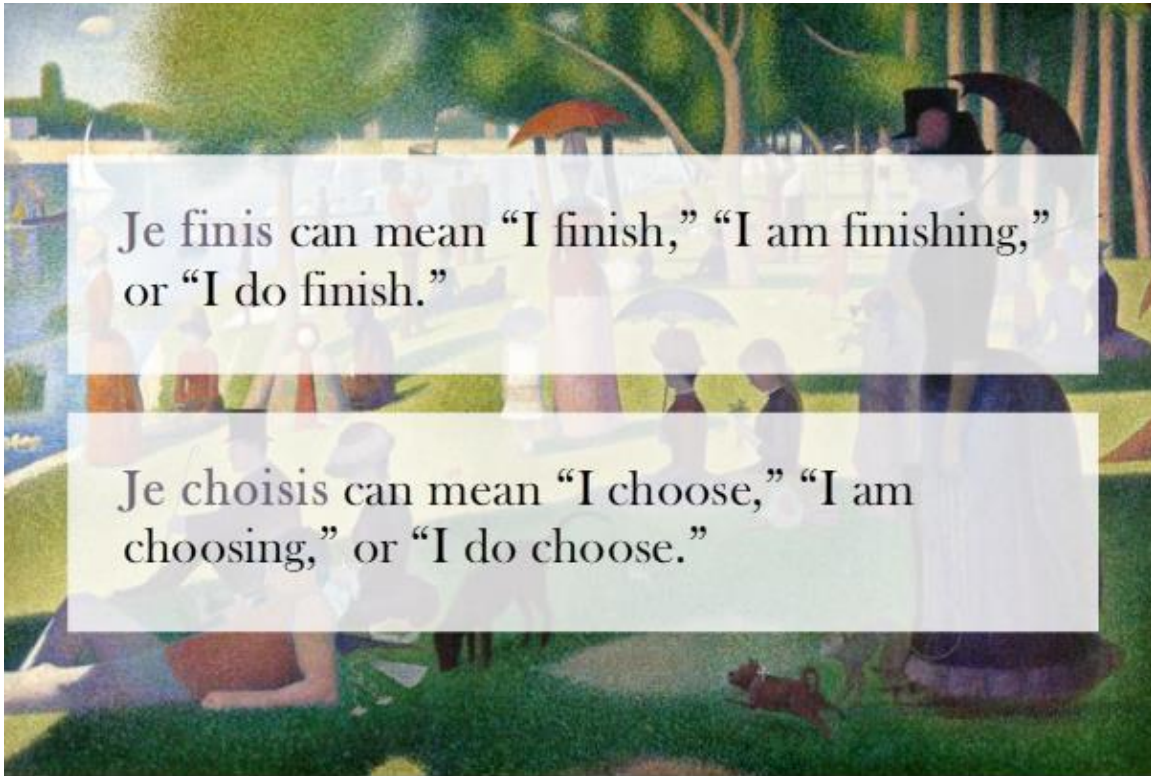 Je finis can mean “I finish,” “I am finishing,”
or “I do finish.”
Je choisis can mean “I choose,” “I am
choosing,” or “I do choose.”